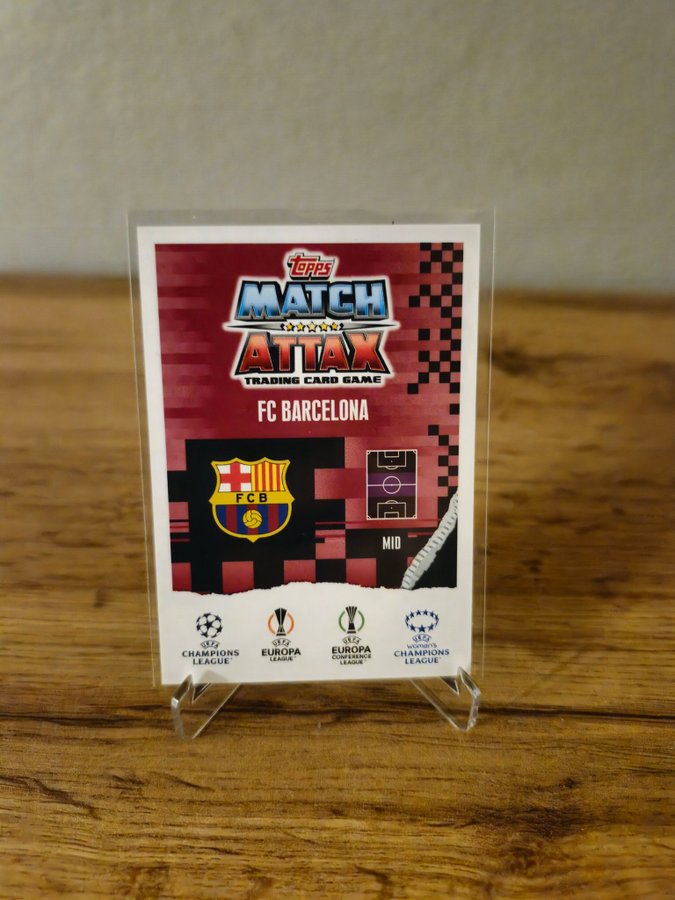 topps
MATCH
ATTAX
TRADING CARD GAME
FC BARCELONA
FCB
MID
UEFA
CHAMPIONS
LEAGUE
UEFA
EUROPA
LEAGUE
UEFA
EUROPA
CONFERENCE
LEAGUE
UEFA
women's
CHAMPIONS
LEAGUE